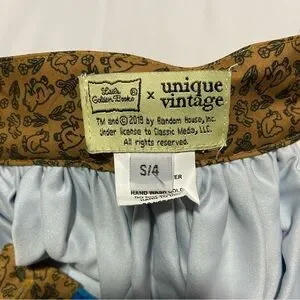 Little
Golden Books ® x unique
vintage
TM and © 2019 by Random House, Inc.
Under license to Classic Media, LLC.
All rights reserved.
S/4
HAND WASH COLD